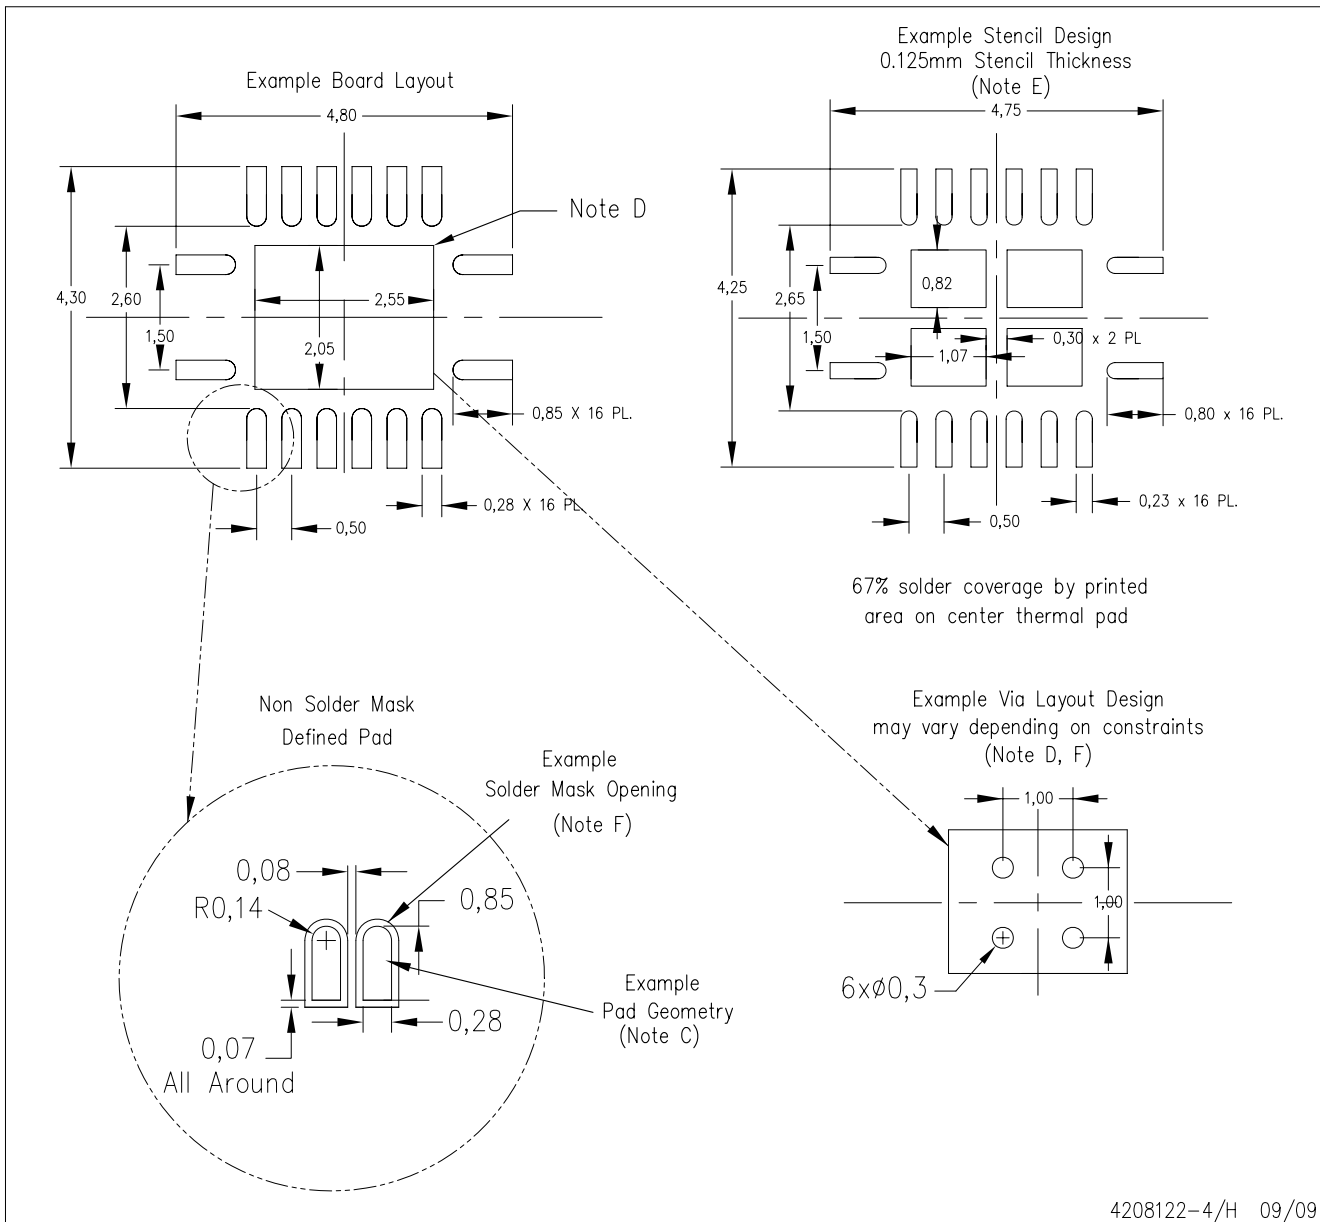 Example Board Layout
4,80
4,30
2,60
1,50
Note D
2,55
2,05
0,85 X 16 PL.
0,28 X 16 PL.
0,50
Example Stencil Design
0.125mm Stencil Thickness
(Note E)
4,75
4,25
2,65
1,50
0,82
0,30 x 2 PL
1,07
0,80 x 16 PL.
0,23 x 16 PL.
0,50
67% solder coverage by printed
area on center thermal pad
Non Solder Mask
Defined Pad
Example
Solder Mask Opening
(Note F)
0,08
R0,14
0,85
Example
Pad Geometry
(Note C)
0,28
0,07
All Around
Example Via Layout Design
may vary depending on constraints
(Note D, F)
1,00
1,00
6xø0,3
4208122-4/H 09/09